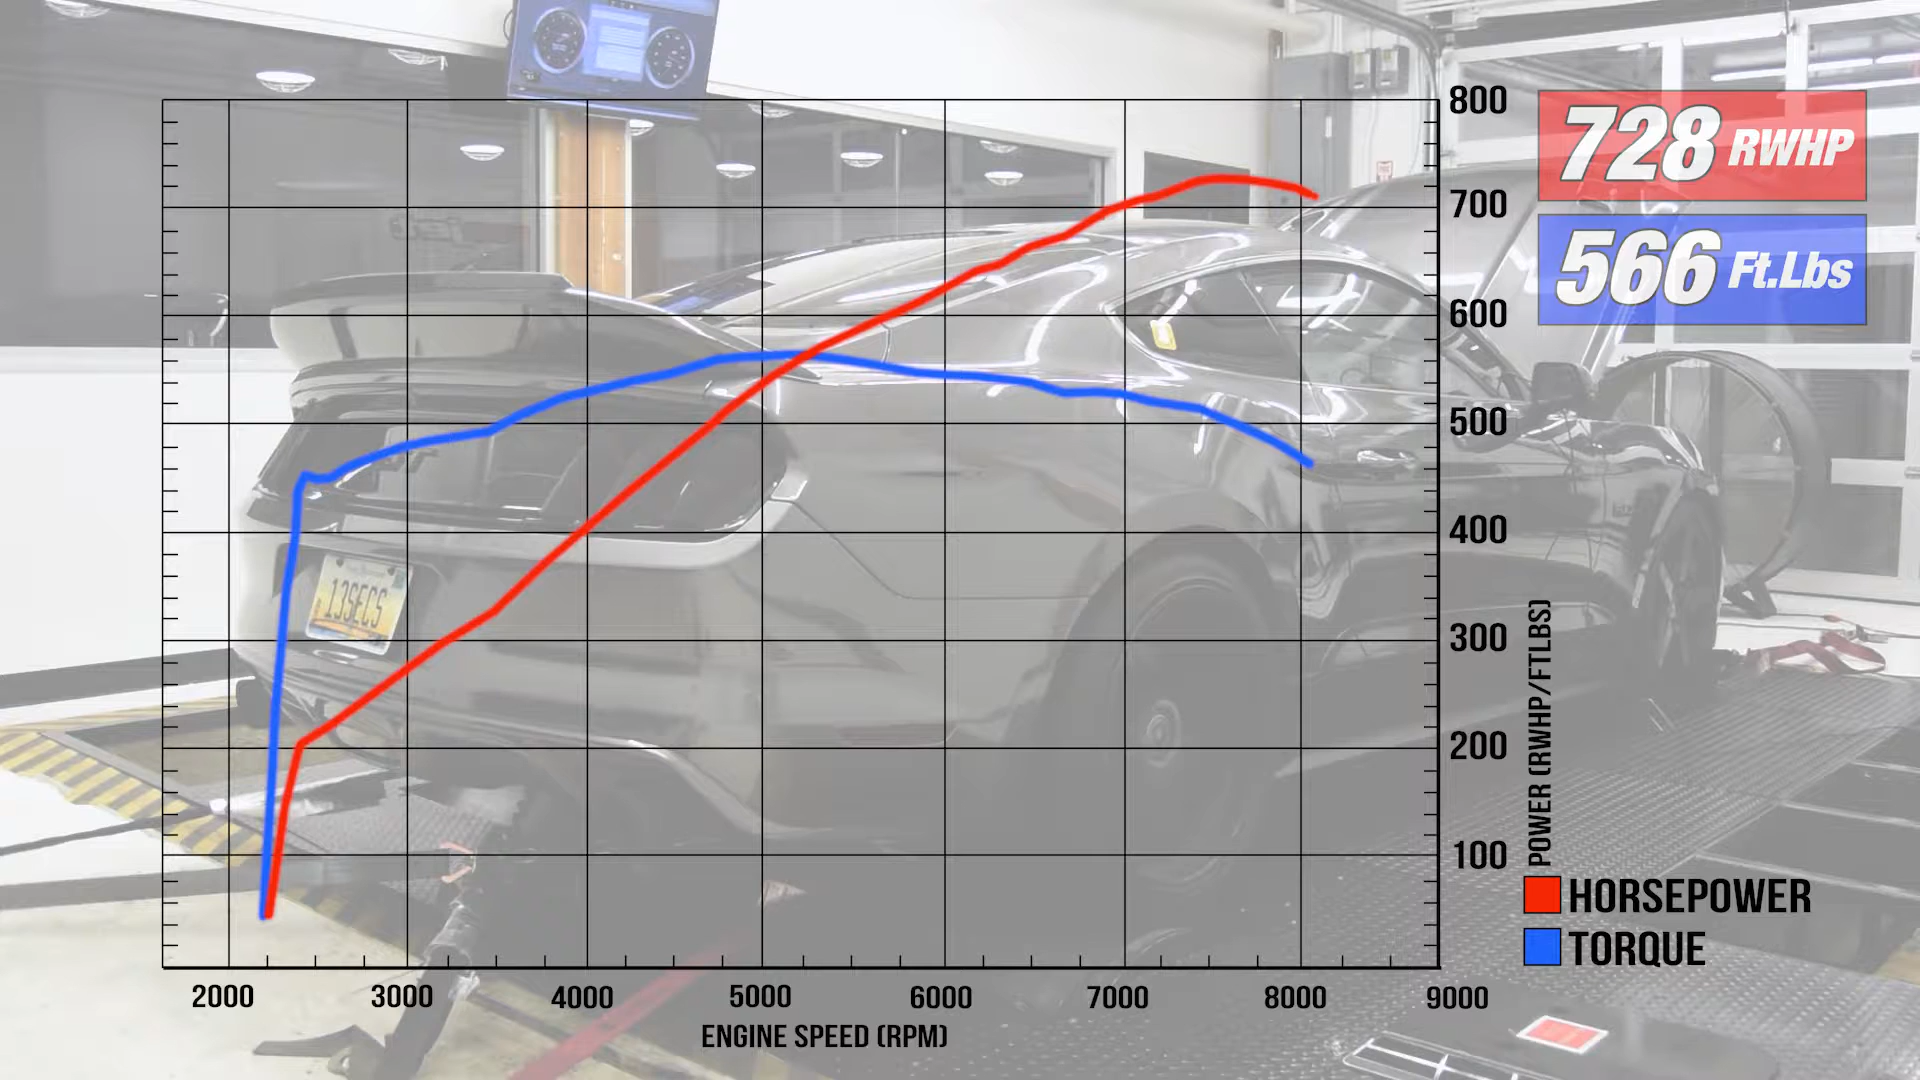 800
700
600
500
400
300
200
100
728 RWHP
566 Ft.Lbs
POWER (RWHP/FTLBS)
HORSEPOWER
TORQUE
2000 3000 4000 5000 6000 7000 8000 9000
ENGINE SPEED (RPM)
13SECS